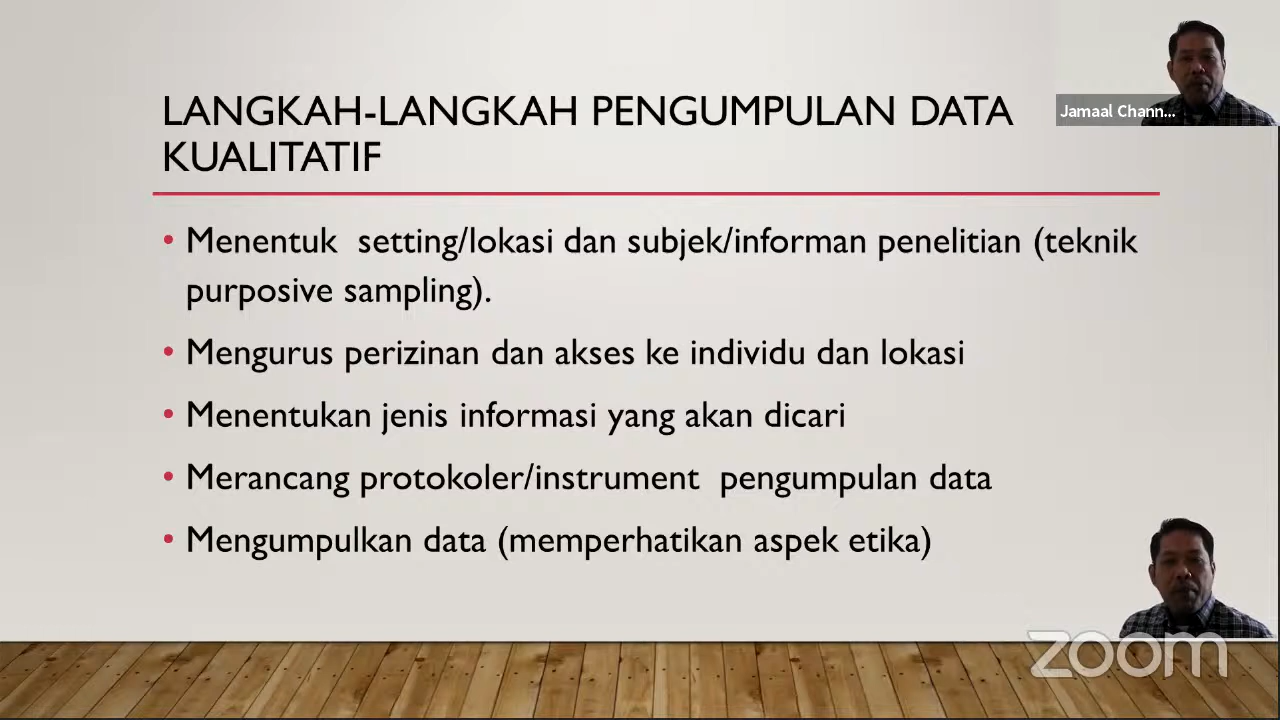 LANGKAH-LANGKAH PENGUMPULAN DATA
KUALITATIF
Jamaal Chann...
• Menentuk setting/lokasi dan subjek/informan penelitian (teknik
purposive sampling).
• Mengurus perizinan dan akses ke individu dan lokasi
• Menentukan jenis informasi yang akan dicari
• Merancang protokoler/instrument pengumpulan data
• Mengumpulkan data (memperhatikan aspek etika)
zoom